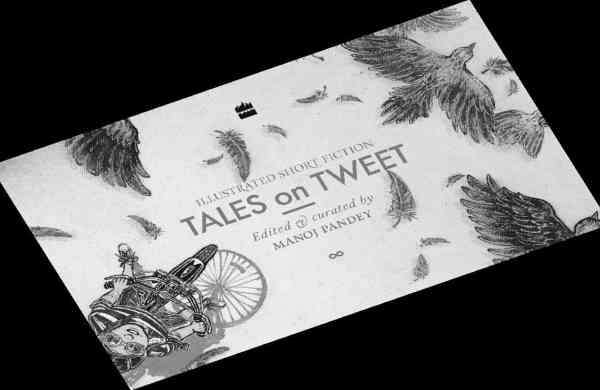 ILLUSTRATED SHORT FICTION
TALES on TWEET
Edited @ curated by
MANOJ PANDEY